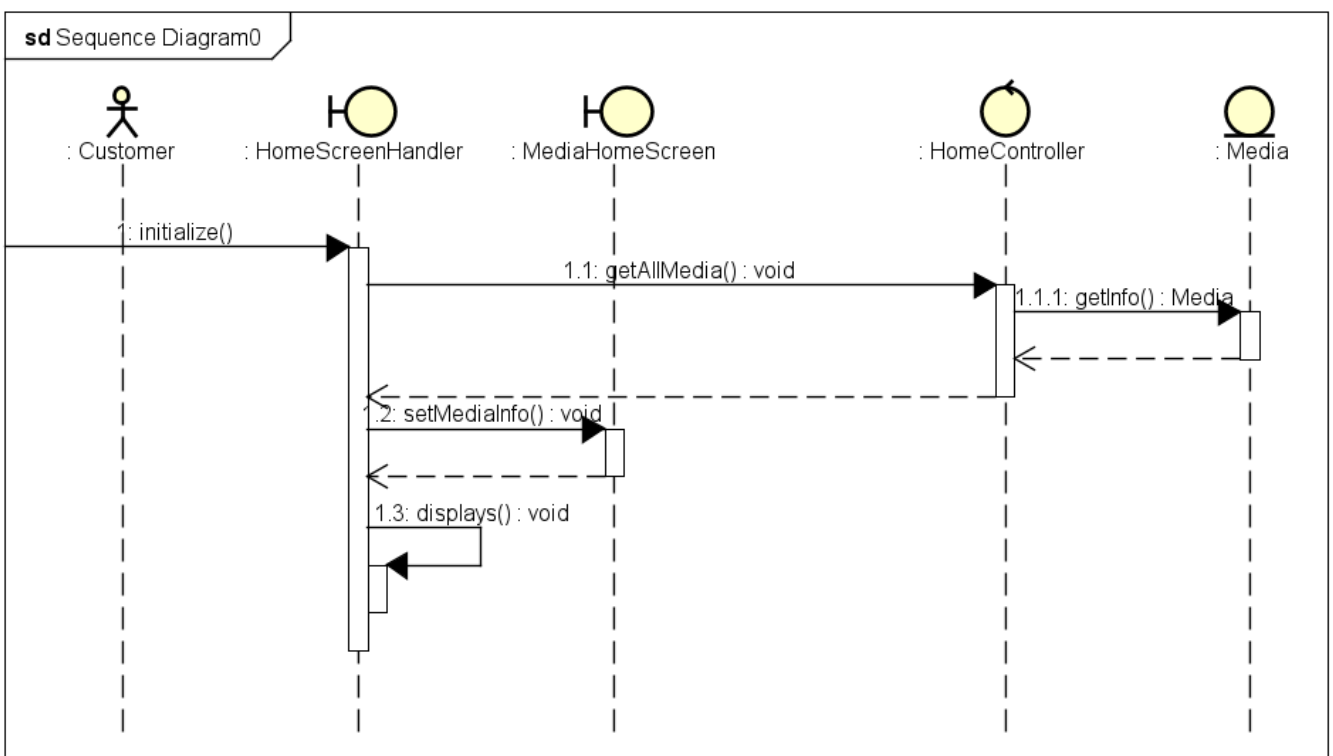 sd Sequence Diagram0
: Customer
: HomeScreenHandler
: MediaHomeScreen
: HomeController
: Media
1: initialize()
1.1: getAllMedia() : void
1.1.1: getInfo() : Media
1.2: setMediaInfo() : void
1.3: displays() : void